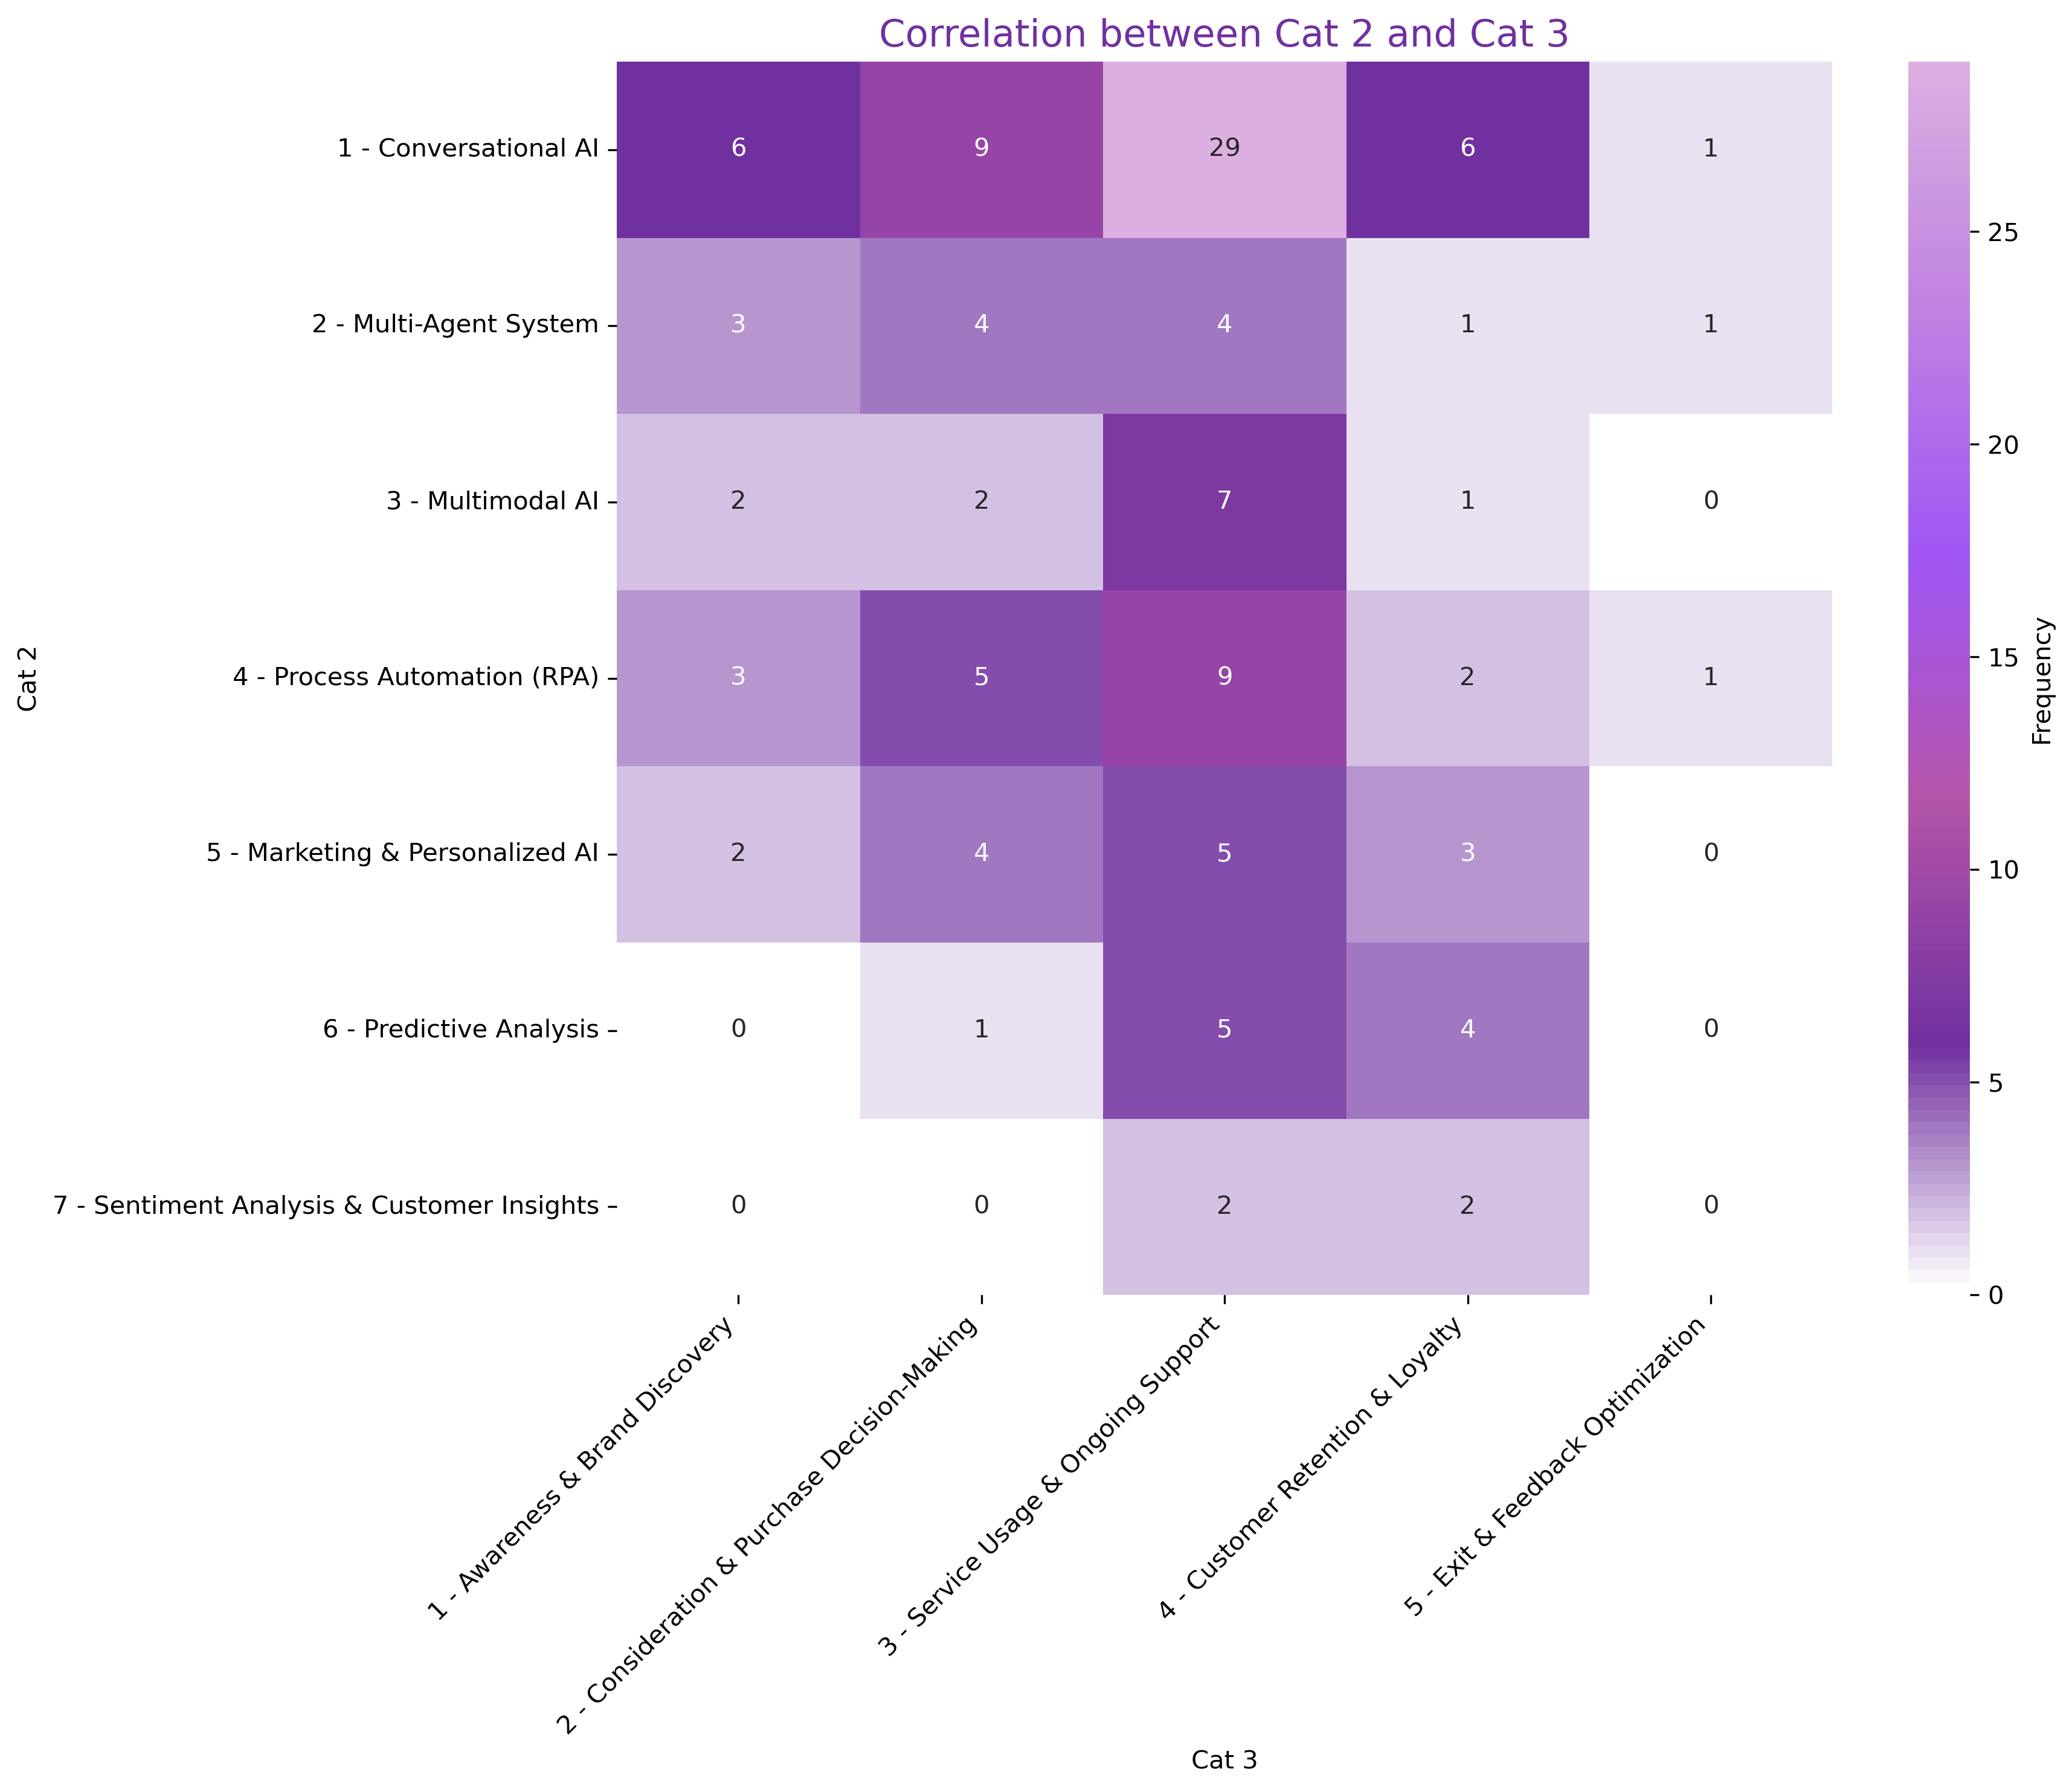 Correlation between Cat 2 and Cat 3
1 - Conversational AI
6 9 29 6 1
2 - Multi-Agent System
3 4 4 1 1
3 - Multimodal AI
2 2 7 1 0
4 - Process Automation (RPA)
3 5 9 2 1
5 - Marketing & Personalized AI
2 4 5 3 0
6 - Predictive Analysis
0 1 5 4 0
7 - Sentiment Analysis & Customer Insights
0 0 2 2 0
Cat 2
1 - Awareness & Brand Discovery
2 - Consideration & Purchase Decision-Making
3 - Service Usage & Ongoing Support
4 - Customer Retention & Loyalty
5 - Exit & Feedback Optimization
Cat 3
25
20
15
10
5
0
Frequency